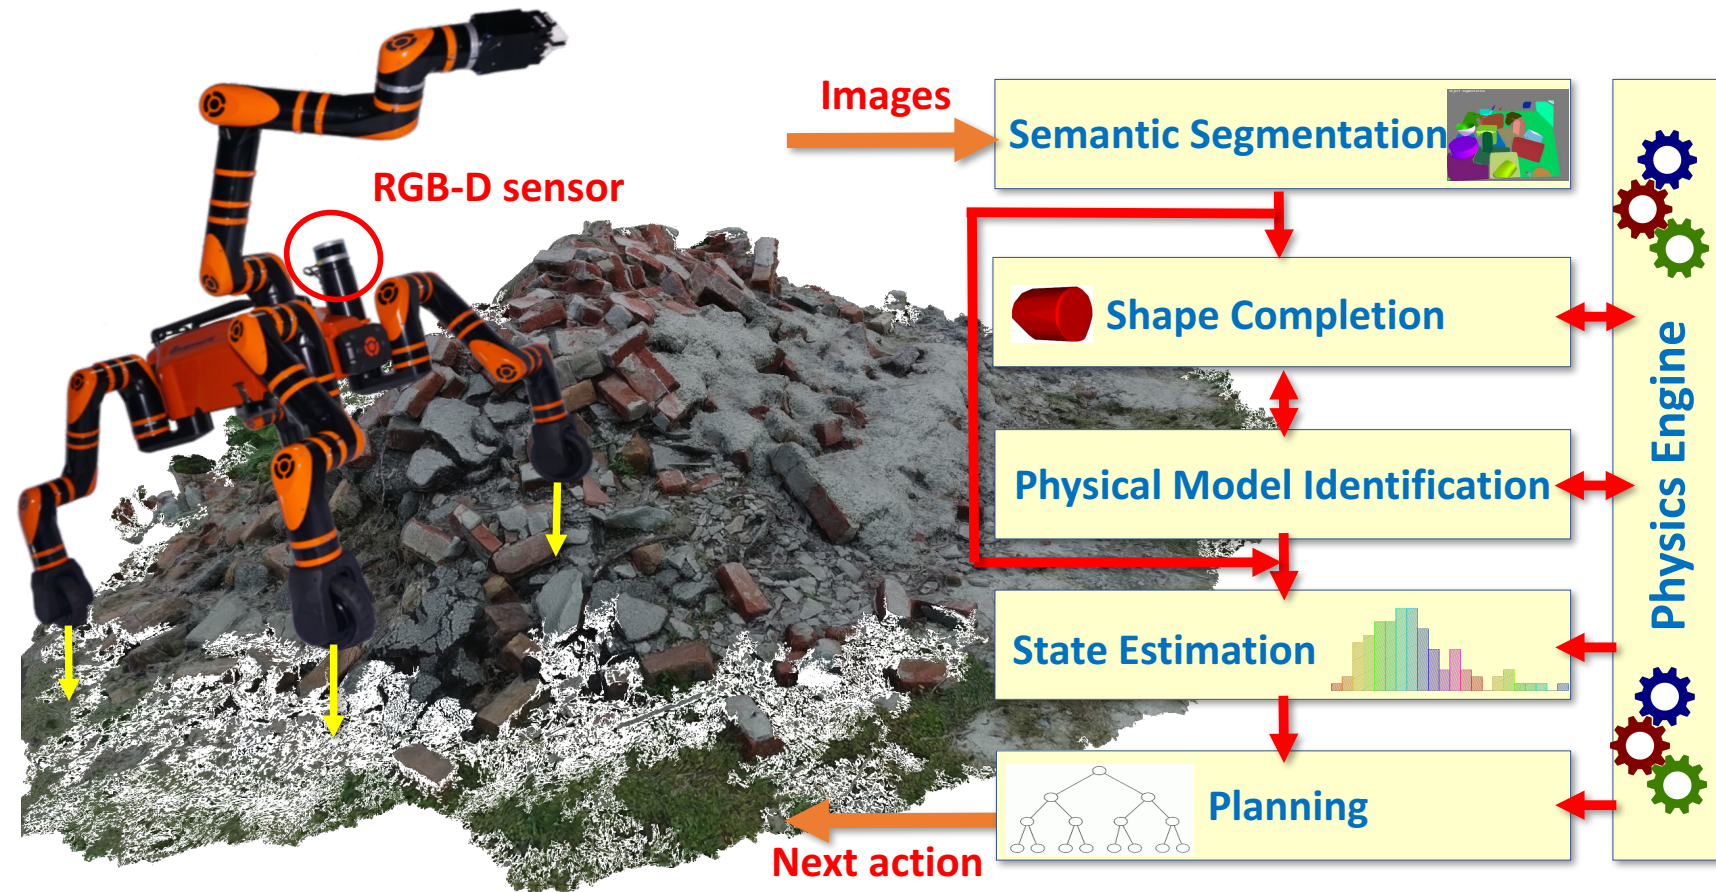 Images
RGB-D sensor
Semantic Segmentation
Shape Completion
Physical Model Identification
State Estimation
Planning
Next action
Physics Engine